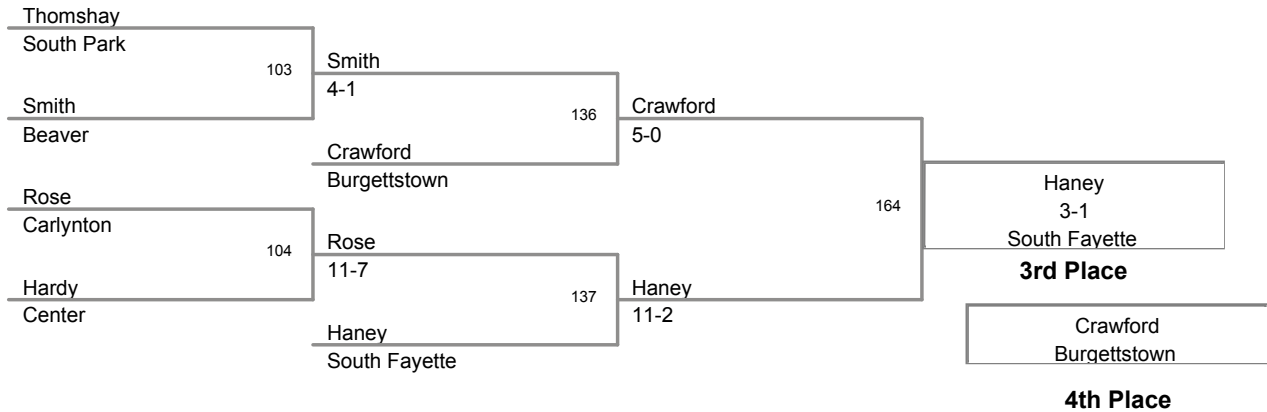 Thomshay
South Park
103
Smith
4-1
Smith
Beaver
136
Crawford
5-0
Crawford
Burgettstown
Rose
Carlynton
164
Haney
3-1
South Fayette
3rd Place
104
Rose
11-7
Hardy
Center
137
Haney
11-2
Haney
South Fayette
Crawford
Burgettstown
4th Place